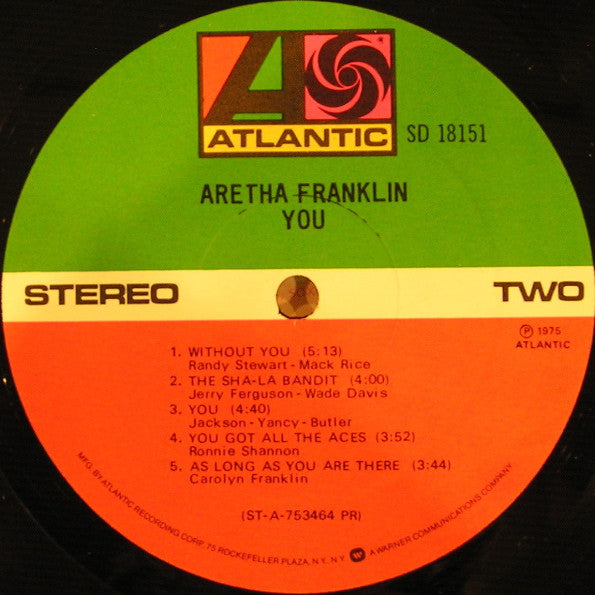 ATLANTIC
SD 18151
ARETHA FRANKLIN
YOU
STEREO
TWO
Ⓟ 1975
ATLANTIC
1. WITHOUT YOU (5:13)
Randy Stewart - Mack Rice
2. THE SHA-LA BANDIT (4:00)
Jerry Ferguson - Wade Davis
3. YOU (4:40)
Jackson - Yancy - Butler
4. YOU GOT ALL THE ACES (3:52)
Ronnie Shannon
5. AS LONG AS YOU ARE THERE (3:44)
Carolyn Franklin
(ST-A-753464 PR)
MFG. BY ATLANTIC RECORDING CORP. 75 ROCKEFELLER PLAZA, N.Y. N.Y. A WARNER COMMUNICATIONS COMPANY